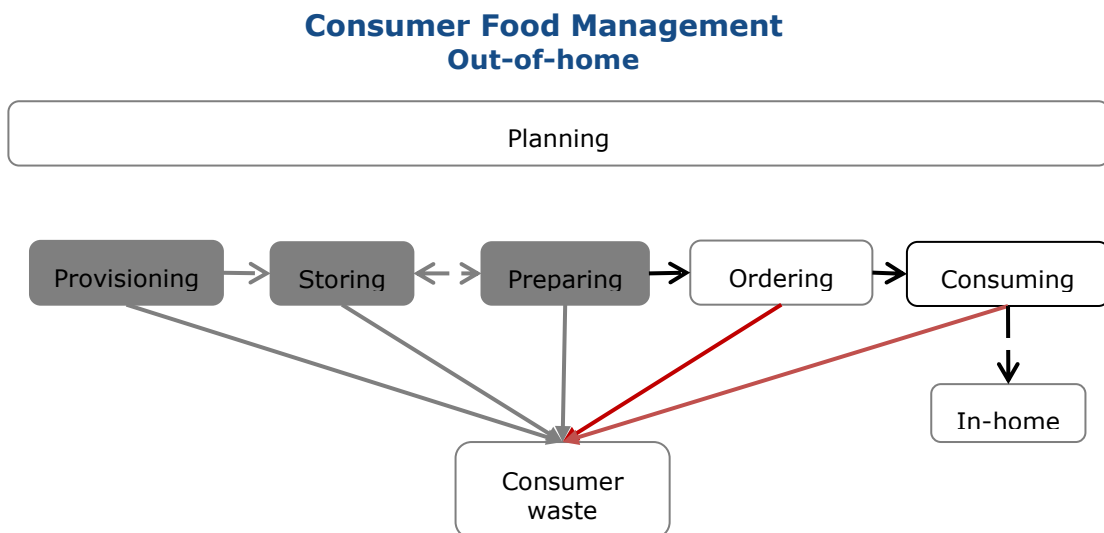 Consumer Food Management
Out-of-home
Planning
Provisioning
Storing
Preparing
Ordering
Consuming
In-home
Consumer
waste